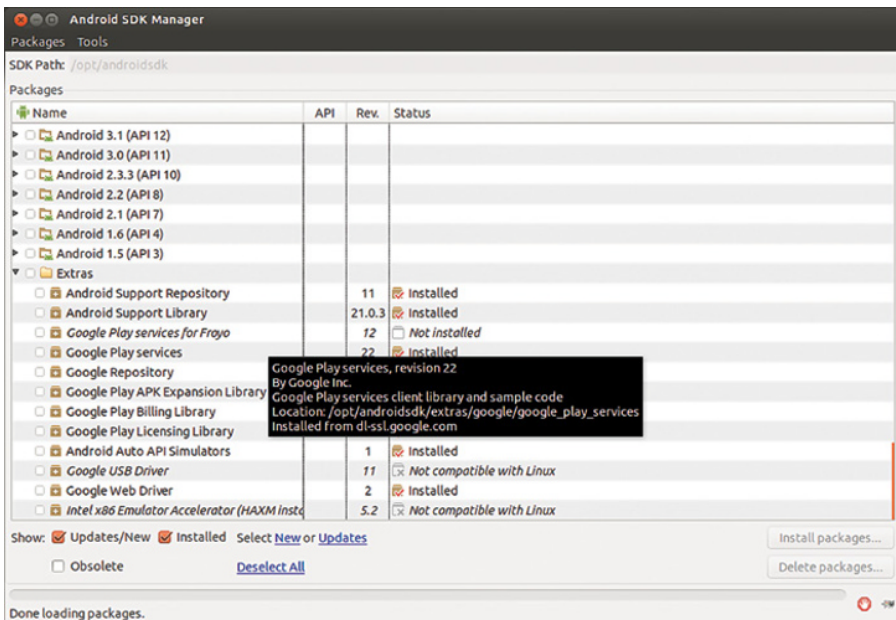 Android SDK Manager
Packages Tools
SDK Path: /opt/androidsdk
Packages
Name API Rev. Status
Android 3.1 (API 12)
Android 3.0 (API 11)
Android 2.3.3 (API 10)
Android 2.2 (API 8)
Android 2.1 (API 7)
Android 1.6 (API 4)
Android 1.5 (API 3)
Extras
Android Support Repository 11 Installed
Android Support Library 21.0.3 Installed
Google Play services for Froyo 12 Not installed
Google Play services 22 Installed
Google Repository
Google Play APK Expansion Library
Google Play Billing Library
Google Play Licensing Library
Google Play services, revision 22
By Google Inc.
Google Play services client library and sample code
Location: /opt/androidsdk/extras/google/google_play_services
Installed from dl-ssl.google.com
Android Auto API Simulators 1 Installed
Google USB Driver 11 Not compatible with Linux
Google Web Driver 2 Installed
Intel x86 Emulator Accelerator (HAXM insta 5.2 Not compatible with Linux
Show: Updates/New Installed Select New or Updates Install packages...
Obsolete Deselect All Delete packages...
Done loading packages.